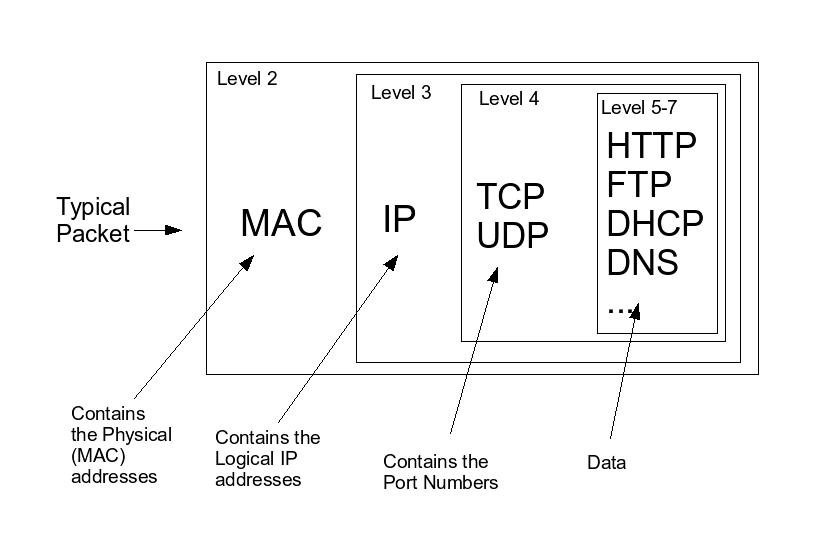 Level 2
Level 3
Level 4
Level 5-7
HTTP
FTP
DHCP
DNS
...
TCP
UDP
IP
MAC
Typical
Packet
Contains
the Physical
(MAC)
addresses
Contains the
Logical IP
addresses
Contains the
Port Numbers
Data